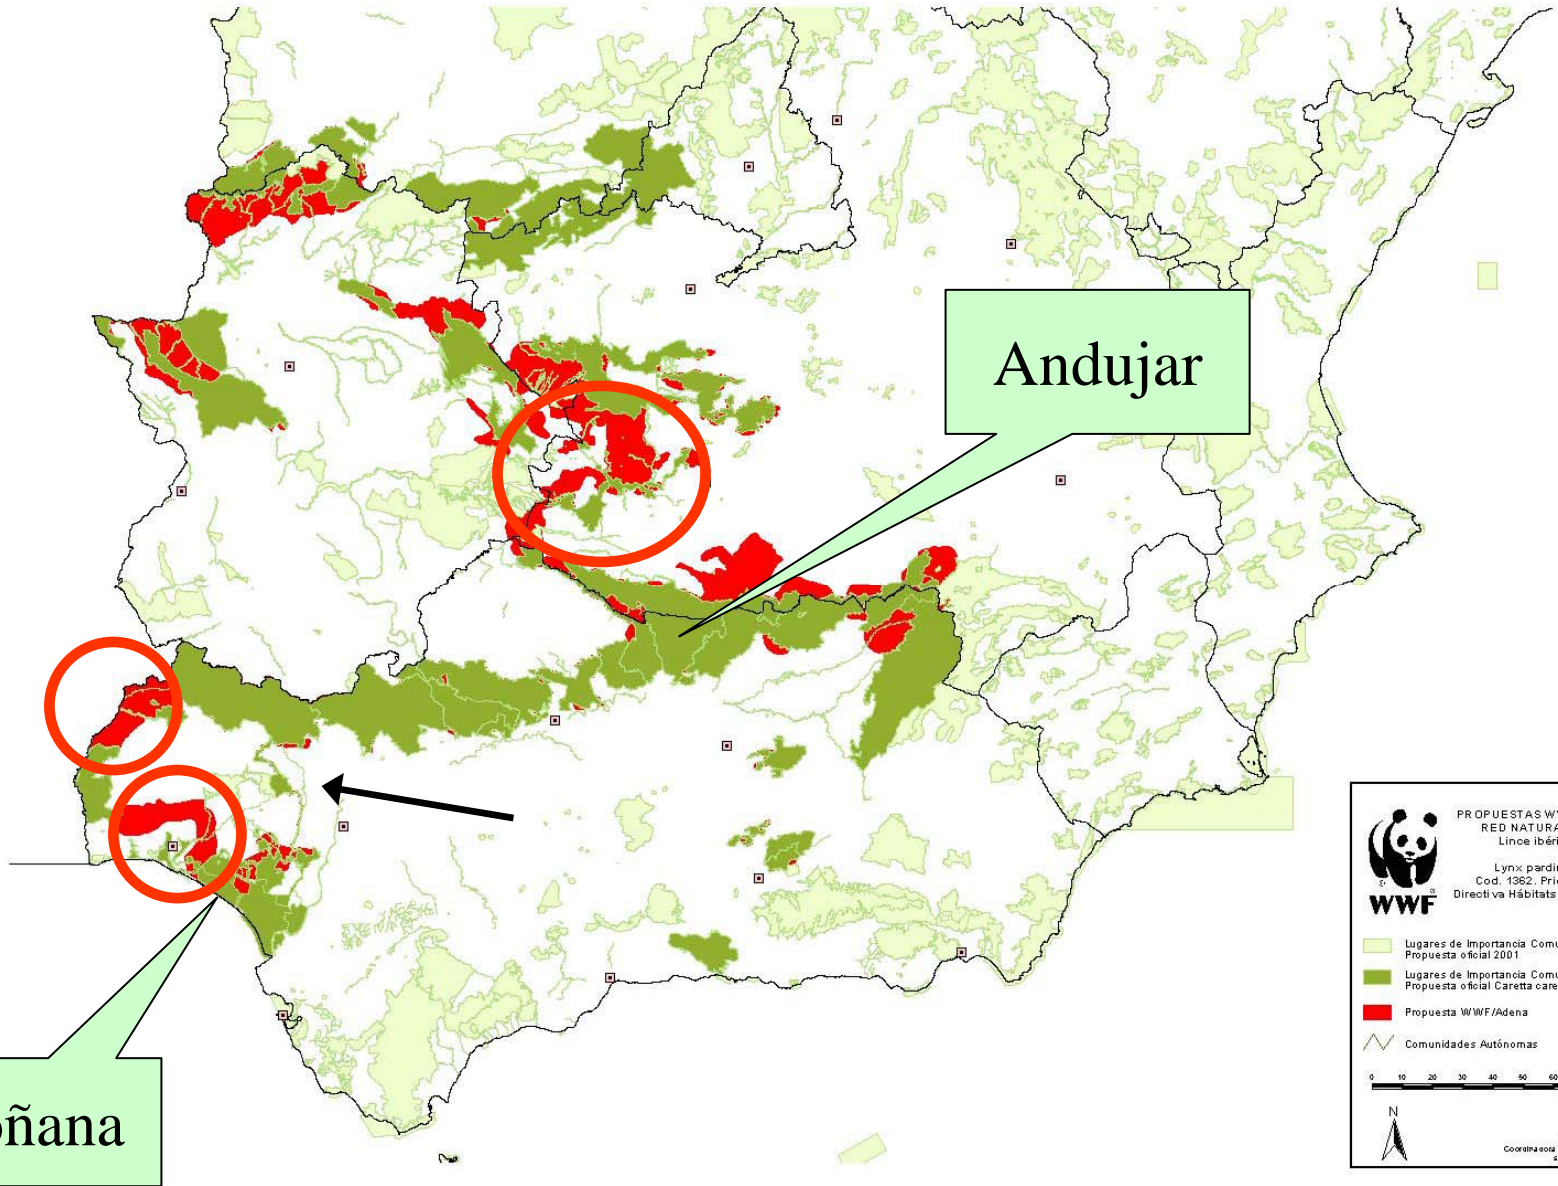 Andujar
oñana
PROPUESTAS W
RED NATURA
Lince ibéri
Lynx pardi
Cod. 1362. Pri
Directiva Hábitats
WWF
Lugares de Importancia Comu
Propuesta oficial 2001
Lugares de Importancia Comu
Propuesta oficial Caretta care
Propuesta WWF/Adena
Comunidades Autónomas
0 10 20 30 40 50 60
N
Coordinadora